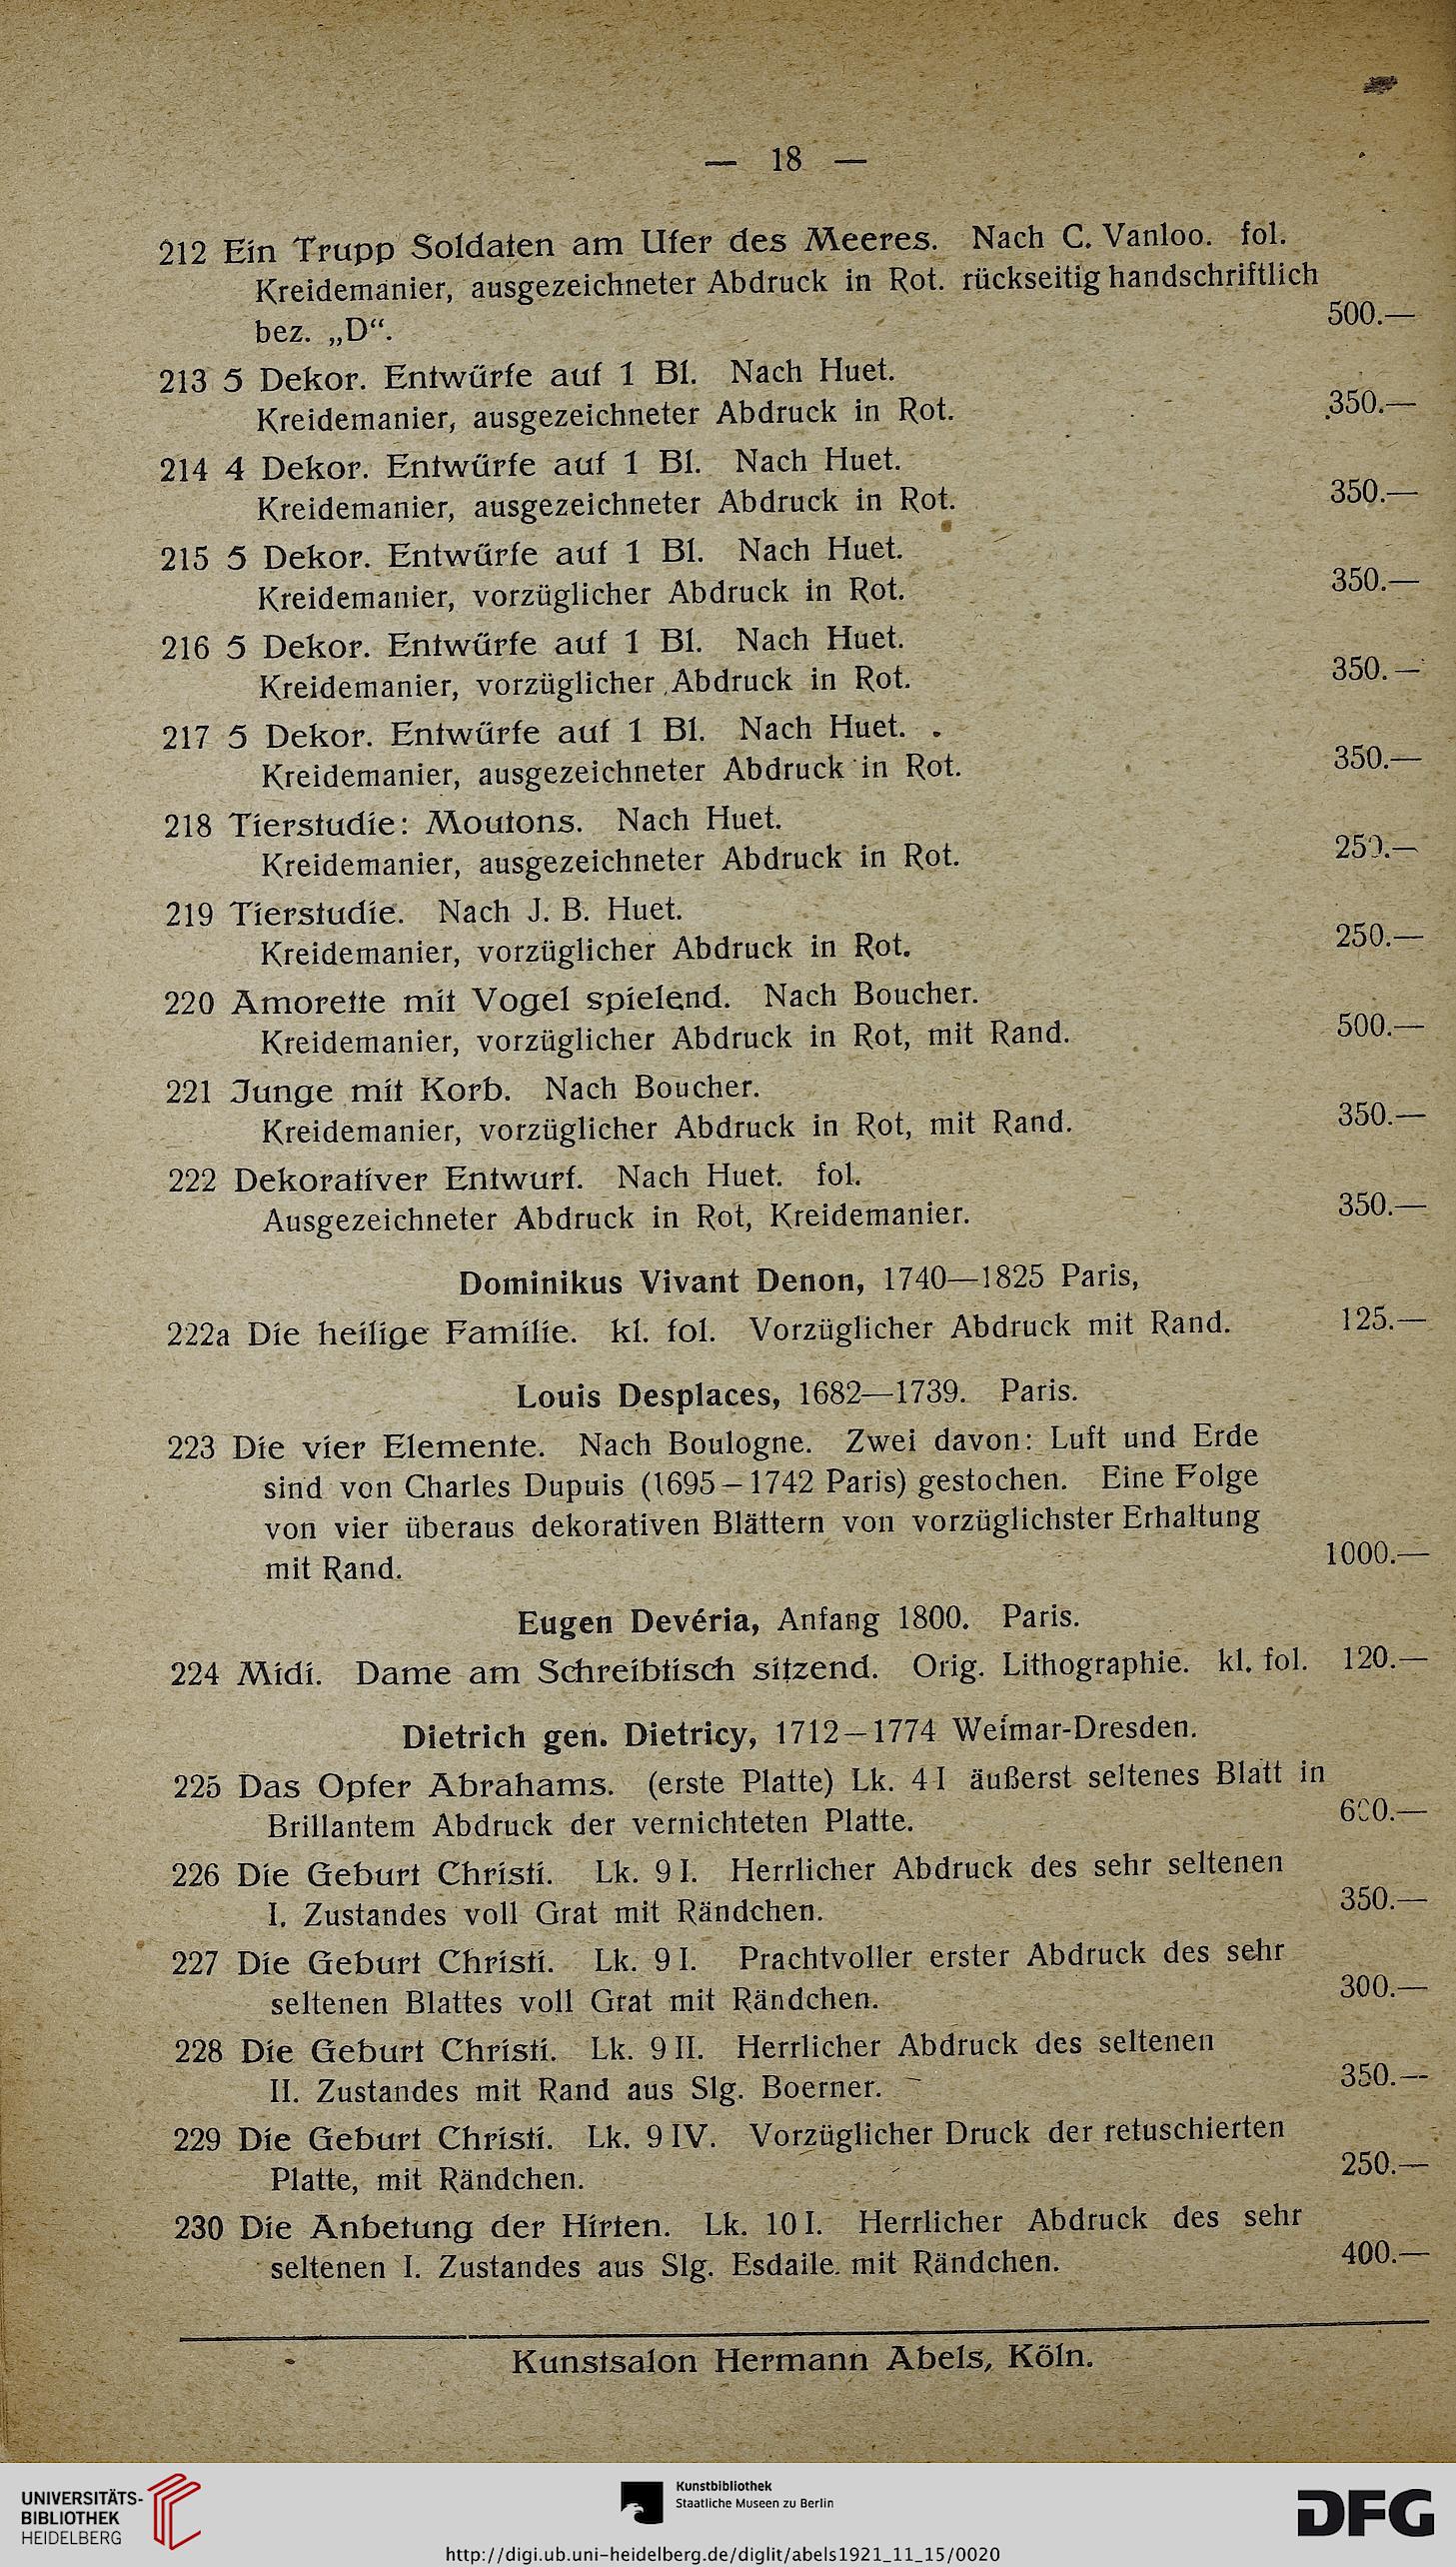 — 18 —
212 Ein Trupp Soldaten am Ufer des Meeres. Nach C. Vanloo. fol.
Kreidemanier, ausgezeichneter Abdruck in Rot. rückseitig handschriftlich
bez. „D“. 500.—
213 5 Dekor. Entwürfe auf 1 Bl. Nach Huet.
Kreidemanier, ausgezeichneter Abdruck in Rot. 350.—
214 4 Dekor. Entwürfe auf 1 Bl. Nach Huet.
Kreidemanier, ausgezeichneter Abdruck in Rot. 350.—
215 5 Dekor. Entwürfe auf 1 Bl. Nach Huet.
Kreidemanier, vorzüglicher Abdruck in Rot. 350.—
216 5 Dekor. Entwürfe auf 1 Bl. Nach Huet.
Kreidemanier, vorzüglicher Abdruck in Rot. 350.—
217 5 Dekor. Entwürfe auf 1 Bl. Nach Huet.
Kreidemanier, ausgezeichneter Abdruck in Rot. 350.—
218 Tierstudie: Moutons. Nach Huet.
Kreidemanier, ausgezeichneter Abdruck in Rot. 250.—
219 Tierstudie. Nach J. B. Huet.
Kreidemanier, vorzüglicher Abdruck in Rot. 250.—
220 Amorette mit Vogel spielend. Nach Boucher.
Kreidemanier, vorzüglicher Abdruck in Rot, mit Rand. 500.—
221 Junge mit Korb. Nach Boucher.
Kreidemanier, vorzüglicher Abdruck in Rot, mit Rand. 350.—
222 Dekorativer Entwurf. Nach Huet. fol.
Ausgezeichneter Abdruck in Rot, Kreidemanier. 350.—
Dominikus Vivant Denon, 1740—1825 Paris,
222a Die heilige Familie. kl. fol. Vorzüglicher Abdruck mit Rand. 125.—
Louis Desplaces, 1682—1739. Paris.
223 Die vier Elemente. Nach Boulogne. Zwei davon: Luft und Erde
sind von Charles Dupuis (1695—1742 Paris) gestochen. Eine Folge
von vier überaus dekorativen Blättern von vorzüglichster Erhaltung
mit Rand. 1000.—
Eugen Devéria, Anfang 1800. Paris.
224 Midi. Dame am Schreibtisch sitzend. Orig. Lithographie. kl. fol. 120.—
Dietrich gen. Dietricy, 1712—1774 Weimar-Dresden.
225 Das Opfer Abrahams. (erste Platte) Lk. 4 I äußerst seltenes Blatt in
Brillantem Abdruck der vernichteten Platte. 600.—
226 Die Geburt Christi. Lk. 9 I. Herrlicher Abdruck des sehr seltenen
I. Zustandes voll Grat mit Rändchen. 350.—
227 Die Geburt Christi. Lk. 9 I. Prachtvoller erster Abdruck des sehr
seltenen Blattes voll Grat mit Rändchen. 300.—
228 Die Geburt Christi. Lk. 9 II. Herrlicher Abdruck des seltenen
II. Zustandes mit Rand aus Slg. Boerner. 350.—
229 Die Geburt Christi. Lk. 9 IV. Vorzüglicher Druck der retuschierten
Platte, mit Rändchen. 250.—
230 Die Anbetung der Hirten. Lk. 10 I. Herrlicher Abdruck des sehr
seltenen I. Zustandes aus Slg. Esdaile. mit Rändchen. 400.—
Kunstsalon Hermann Abels, Köln.
UNIVERSITÄTS-
BIBLIOTHEK
HEIDELBERG
Kunstbibliothek
Staatliche Museen zu Berlin
DFG
http://digi.ub.uni-heidelberg.de/diglit/abels1921_11_15/0020